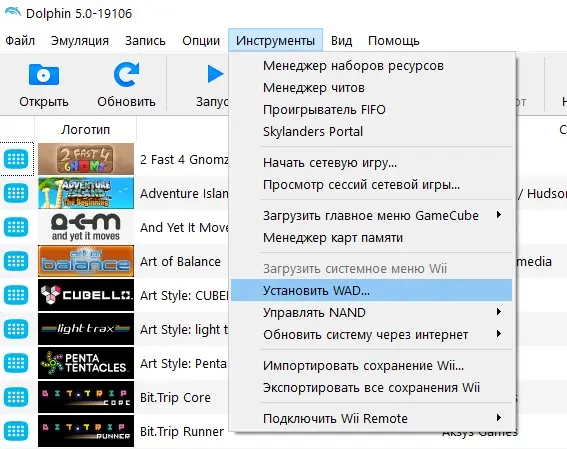 Dolphin 5.0-19106
Файл Эмуляция Запись Опции Инструменты Вид Помощь
Открыть Обновить
Логотип
Менеджер наборов ресурсов
Менеджер читов
Проигрыватель FIFO
Skylanders Portal
Начать сетевую игру...
Просмотр сессий сетевой игры...
Загрузить главное меню GameCube
Менеджер карт памяти
Загрузить системное меню Wii
Установить WAD...
Управлять NAND
Обновить систему через интернет
Импортировать сохранение Wii...
Экспортировать все сохранения Wii
Подключить Wii Remote
2 FAST 4 GNOMZ 2 Fast 4 Gnomz
ADVENTURE ISLAND The Beginning Adventure Islan / Hudson
and yet it moves And Yet It Move
art of balance Art of Balance media
CUBELLO Art Style: CUBEL
light trax Art Style: light t
PENTA TENTACLES Art Style: Penta
BIT.TRIP CORE Bit.Trip Core
BIT.TRIP RUNNER Bit.Trip Runner Aksys Games